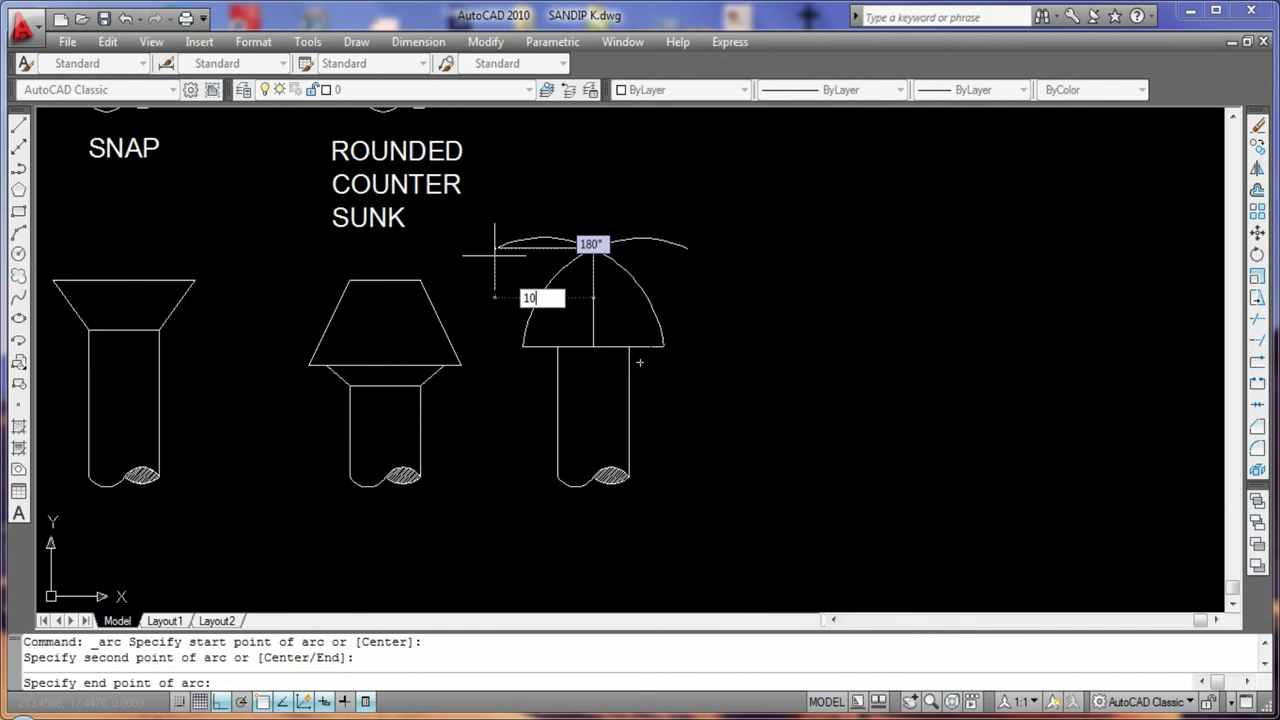 AutoCAD 2010 SANDIP K.dwg
Type a keyword or phrase
File Edit View Insert Format Tools Draw Dimension Modify Parametric Window Help Express
Standard Standard Standard Standard
AutoCAD Classic 0 ByLayer ByLayer ByLayer ByColor
SNAP
ROUNDED
COUNTER
SUNK
180°
10
Y
X
A
Model Layout1 Layout2
Command: _arc Specify start point of arc or [Center]:
Specify second point of arc or [Center/End]:
Specify end point of arc:
MODEL 1:1 AutoCAD Classic